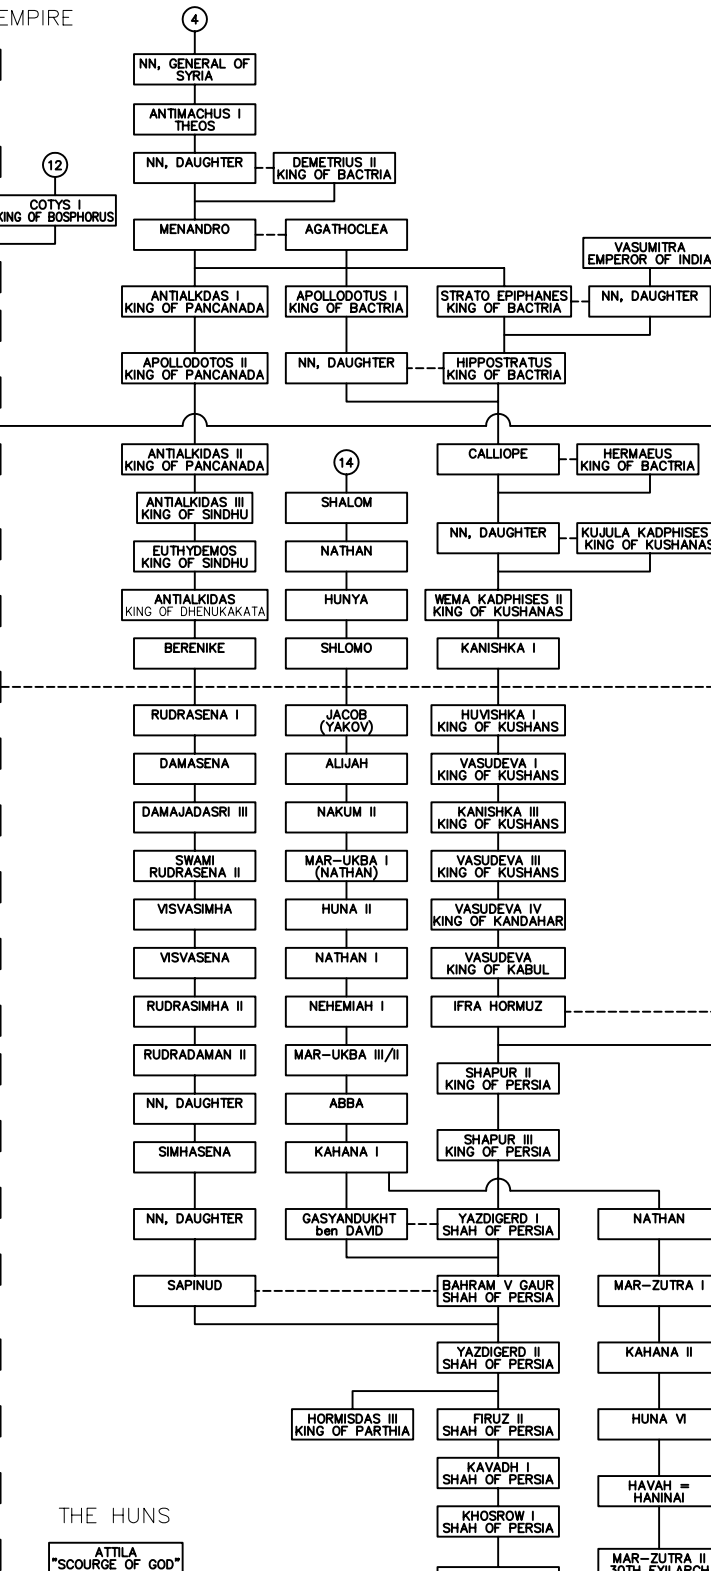 EMPIRE
4
NN, GENERAL OF
SYRIA
ANTIMACHUS I
THEOS
12
NN, DAUGHTER
DEMETRIUS II
KING OF BACTRIA
COTYS I
KING OF BOSPHORUS
MENANDRO
AGATHOCLEA
VASUMITRA
EMPEROR OF INDIA
ANTIALKDAS I
KING OF PANCANADA
APOLLODOTUS I
KING OF BACTRIA
STRATO EPIPHANES
KING OF BACTRIA
NN, DAUGHTER
APOLLODOTOS II
KING OF PANCANADA
NN, DAUGHTER
HIPPOSTRATUS
KING OF BACTRIA
ANTIALKIDAS II
KING OF PANCANADA
14
CALLIOPE
HERMAEUS
KING OF BACTRIA
ANTIALKIDAS III
KING OF SINDHU
SHALOM
EUTHYDEMOS
KING OF SINDHU
NATHAN
NN, DAUGHTER
KUJULA KADPHISES
KING OF KUSHANAS
ANTIALKIDAS
KING OF DHENUKAKATA
HUNYA
WEMA KADPHISES II
KING OF KUSHANAS
BERENIKE
SHLOMO
KANISHKA I
RUDRASENA I
JACOB
(YAKOV)
HUVISHKA I
KING OF KUSHANS
DAMASENA
ALIJAH
VASUDEVA I
KING OF KUSHANS
DAMAJADASRI III
NAKUM II
KANISHKA III
KING OF KUSHANS
SWAMI
RUDRASENA II
MAR-UKBA I
(NATHAN)
VASUDEVA III
KING OF KUSHANS
VISVASIMHA
HUNA II
VASUDEVA IV
KING OF KANDAHAR
VISVASENA
NATHAN I
VASUDEVA
KING OF KABUL
RUDRASIMHA II
NEHEMIAH I
IFRA HORMUZ
RUDRADAMAN II
MAR-UKBA III/II
SHAPUR II
KING OF PERSIA
NN, DAUGHTER
ABBA
SIMHASENA
KAHANA I
SHAPUR III
KING OF PERSIA
NN, DAUGHTER
GASYANDUKHT
ben DAVID
YAZDIGERD I
SHAH OF PERSIA
NATHAN
SAPINUD
BAHRAM V GAUR
SHAH OF PERSIA
MAR-ZUTRA I
YAZDIGERD II
SHAH OF PERSIA
KAHANA II
HORMISDAS III
KING OF PARTHIA
FIRUZ II
SHAH OF PERSIA
HUNA VI
KAVADH I
SHAH OF PERSIA
HAVAH =
HANINAI
KHOSROW I
SHAH OF PERSIA
THE HUNS
ATTILA
"SCOURGE OF GOD"
MAR-ZUTRA II
30TH EXILARCH